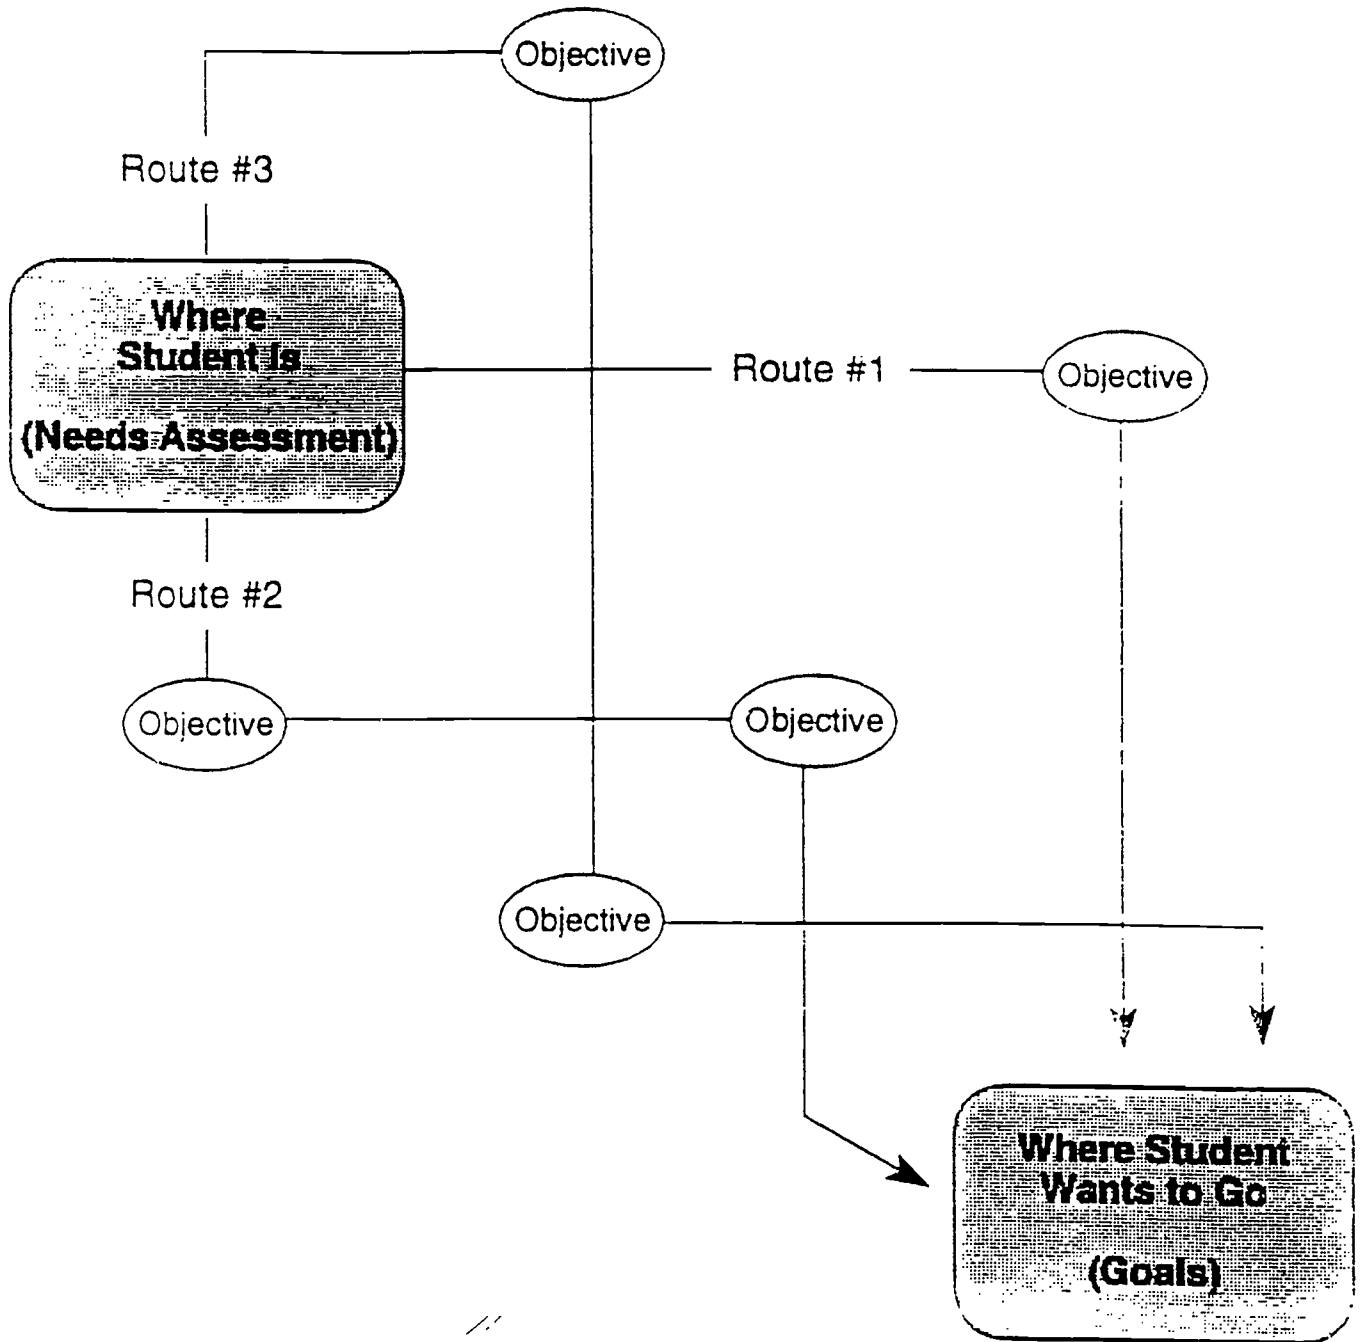 Objective
Route #3
Where
Student Is
(Needs Assessment)
Route #1
Objective
Route #2
Objective
Objective
Objective
Where Student
Wants to Go
(Goals)